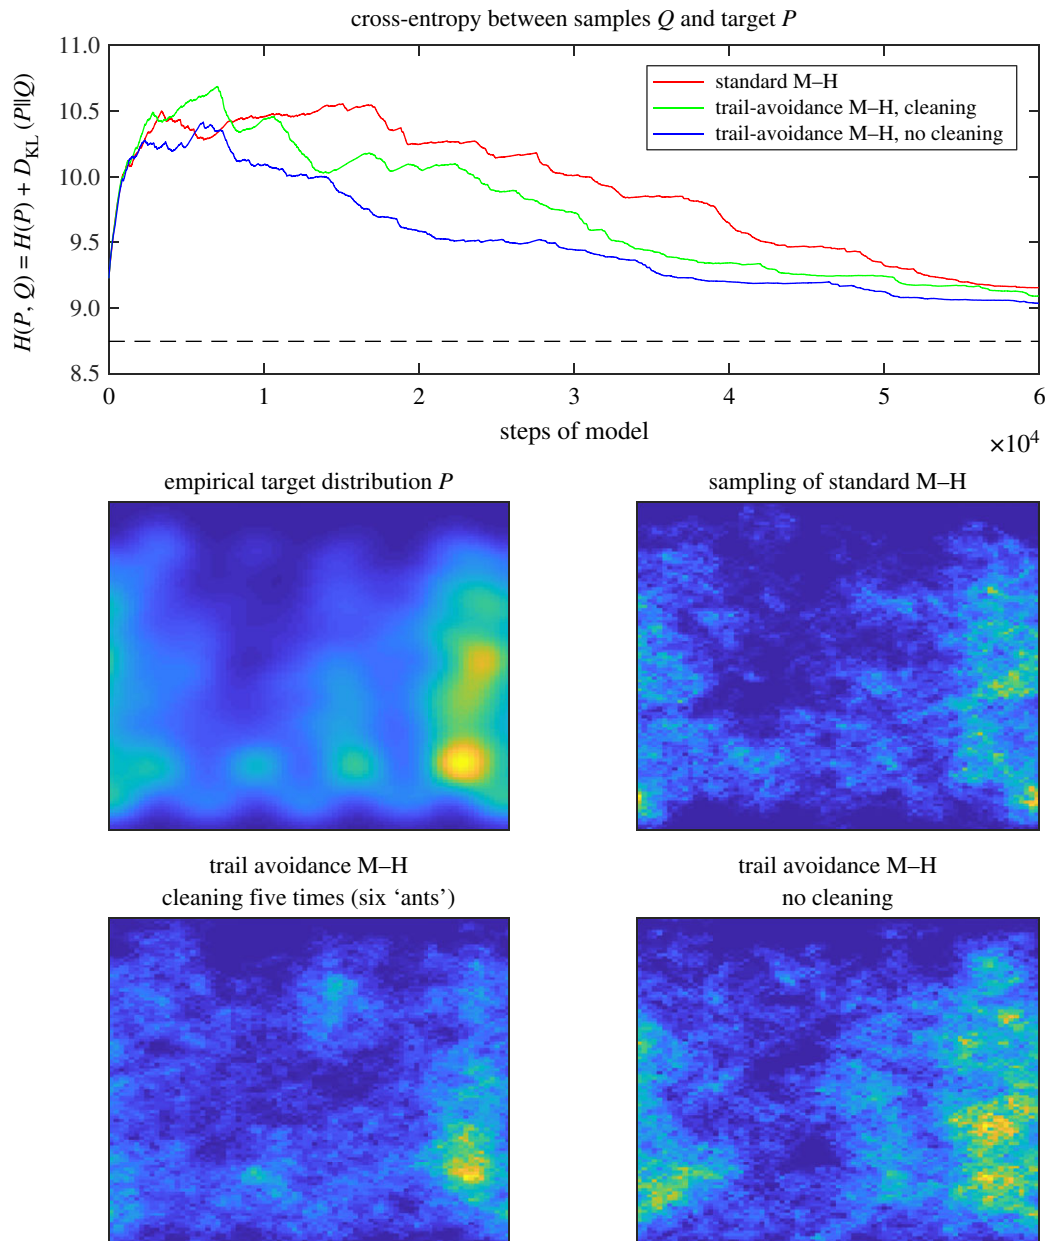 cross-entropy between samples Q and target P
11.0
10.5
10.0
9.5
9.0
8.5
H(P, Q) = H(P) + D_KL (P||Q)
standard M–H
trail-avoidance M–H, cleaning
trail-avoidance M–H, no cleaning
0 1 2 3 4 5 6
steps of model
×10⁴
empirical target distribution P
sampling of standard M–H
trail avoidance M–H
cleaning five times (six ‘ants’)
trail avoidance M–H
no cleaning